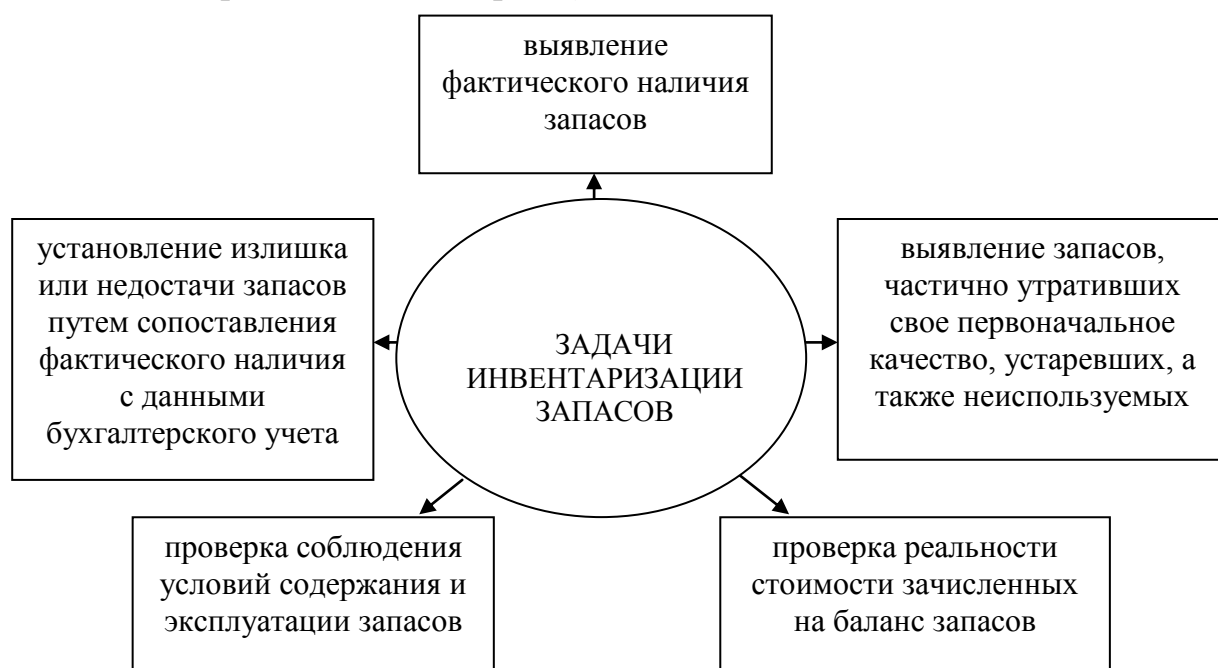 выявление
фактического наличия
запасов
установление излишка
или недостачи запасов
путем сопоставления
фактического наличия
с данными
бухгалтерского учета
ЗАДАЧИ
ИНВЕНТАРИЗАЦИИ
ЗАПАСОВ
выявление запасов,
частично утративших
свое первоначальное
качество, устаревших, а
также неиспользуемых
проверка соблюдения
условий содержания и
эксплуатации запасов
проверка реальности
стоимости зачисленных
на баланс запасов